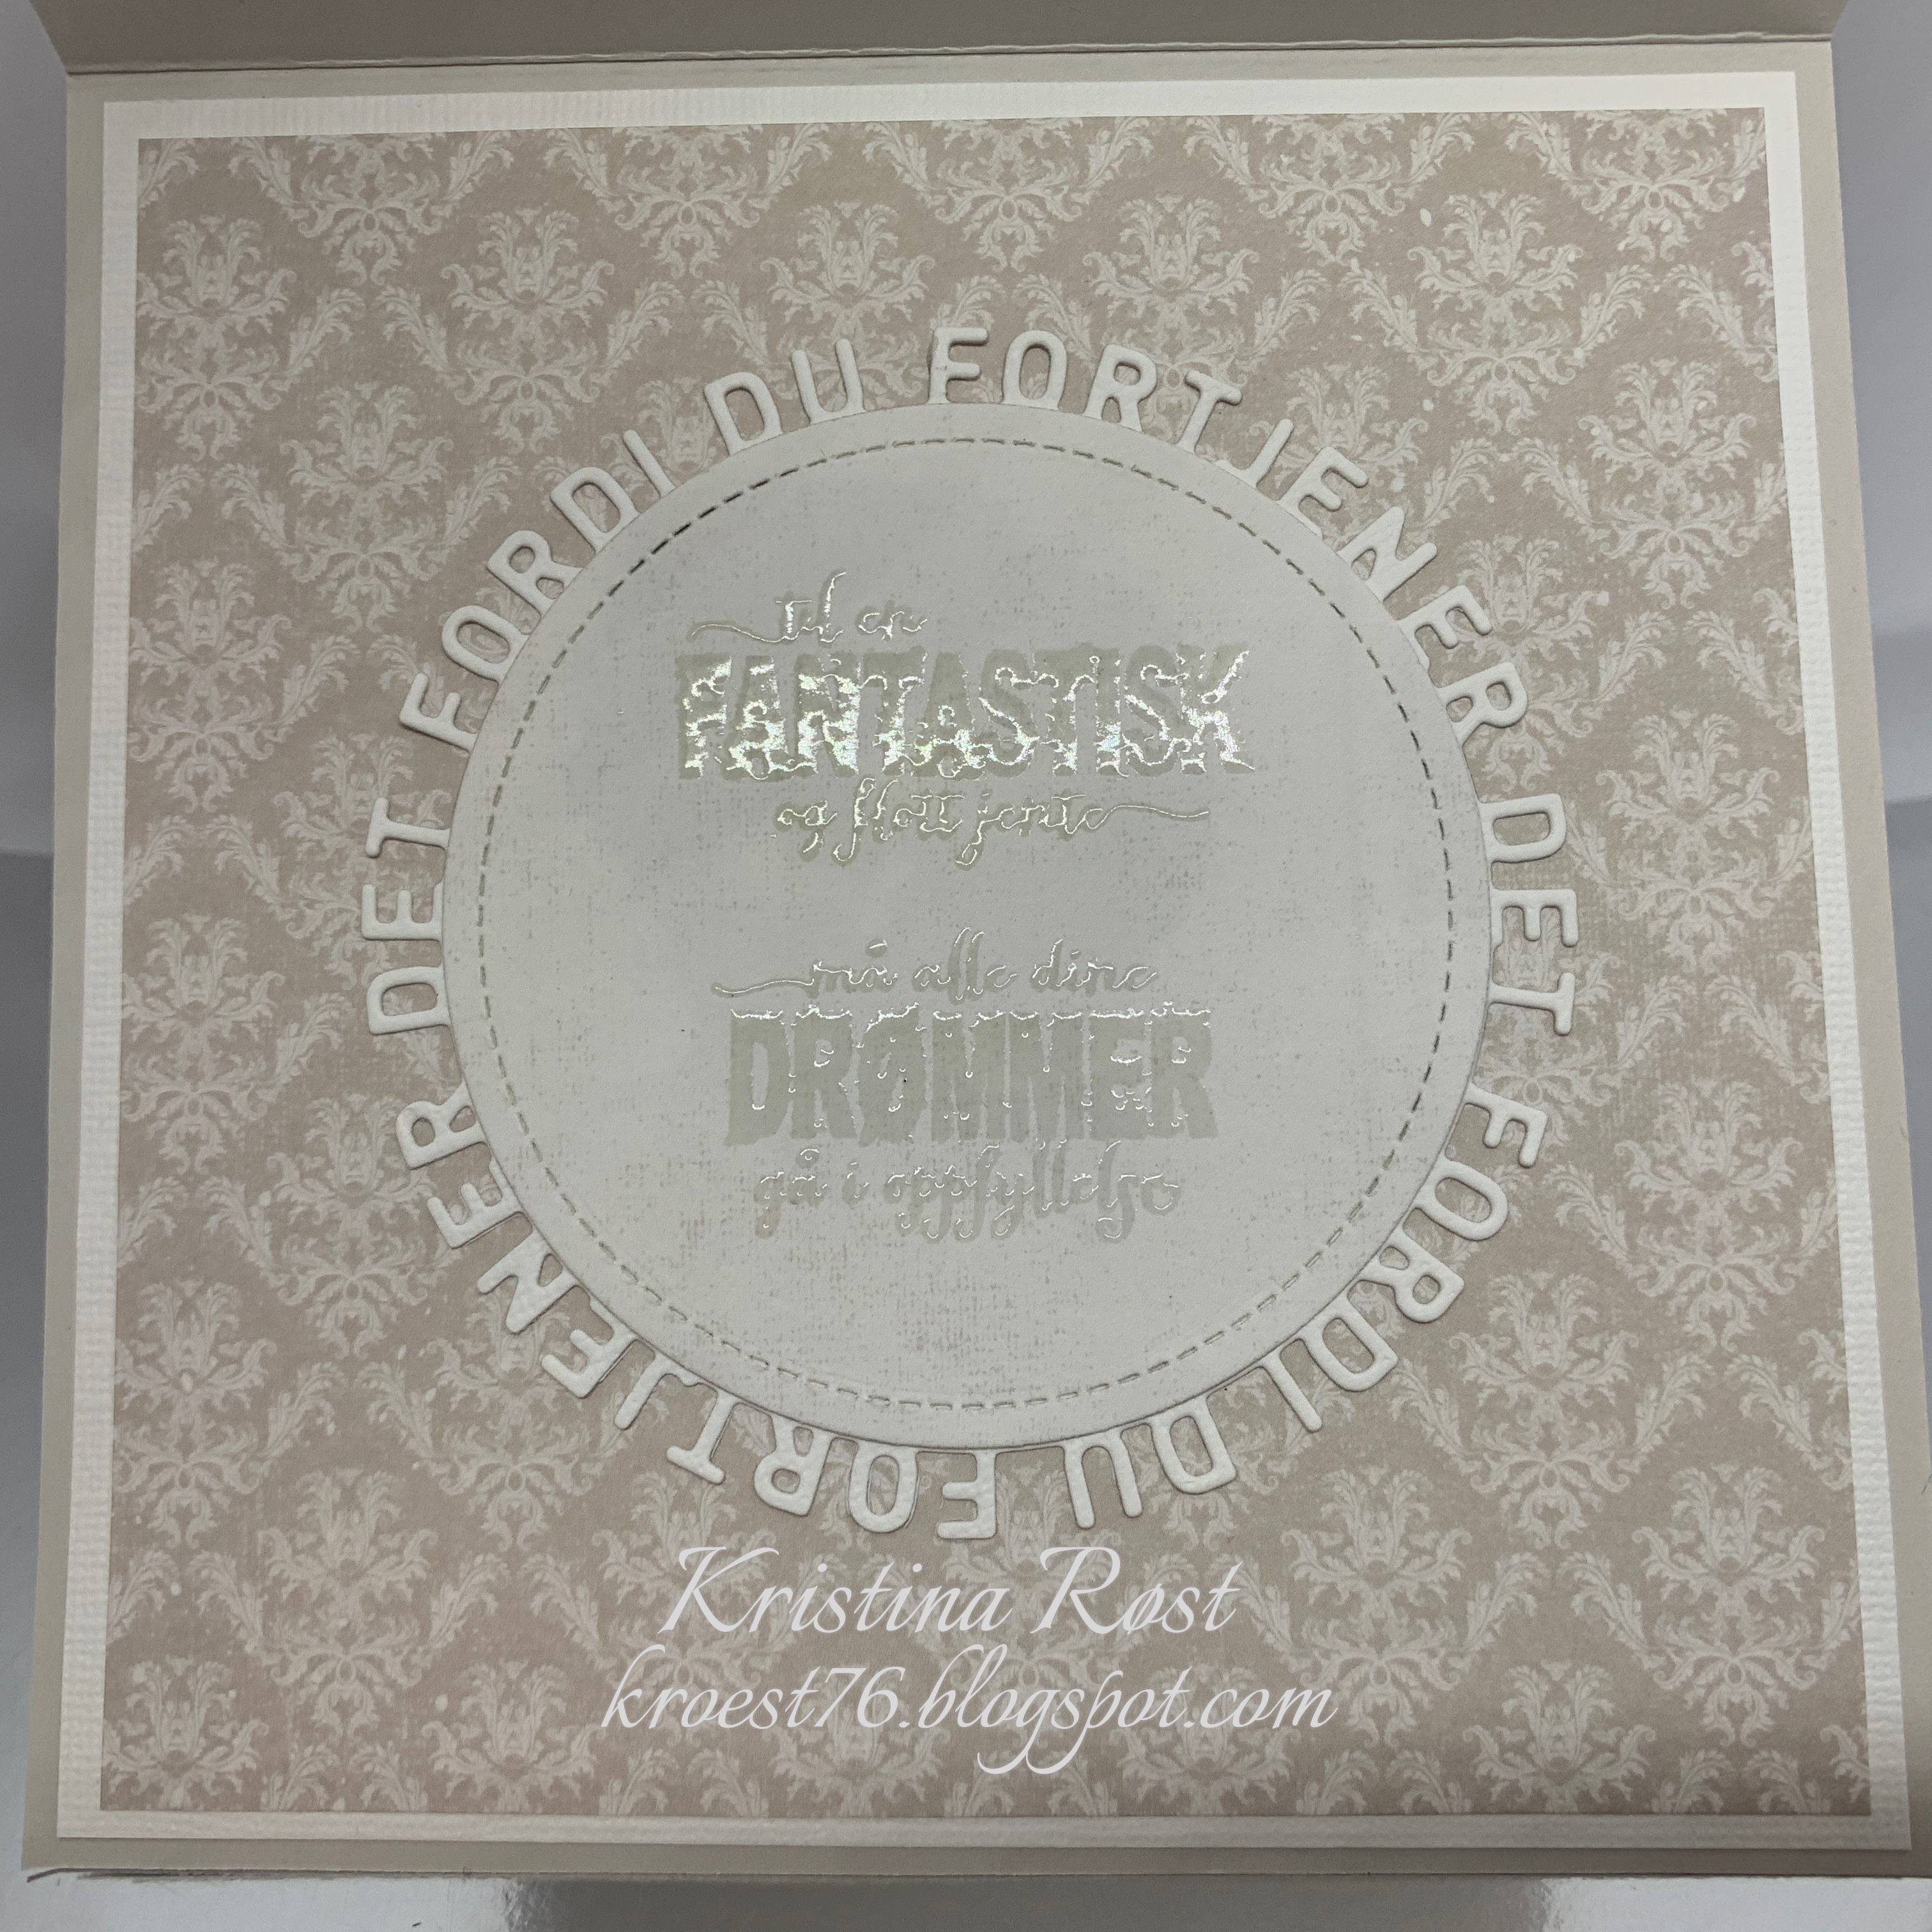 FORDI DU FORTJENER DET FORDI DU FORTJENER DET
til en
FANTASTISK
og flott jente
må alle dine
DRØMMER
gå i oppfyllelse
Kristina Røst
kroest76.blogspot.com